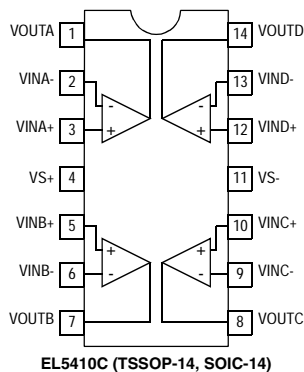 VOUTA 1 14 VOUTD
VINA- 2 - - 13 VIND-
VINA+ 3 + + 12 VIND+
VS+ 4 11 VS-
VINB+ 5 + + 10 VINC+
VINB- 6 - - 9 VINC-
VOUTB 7 8 VOUTC
EL5410C (TSSOP-14, SOIC-14)